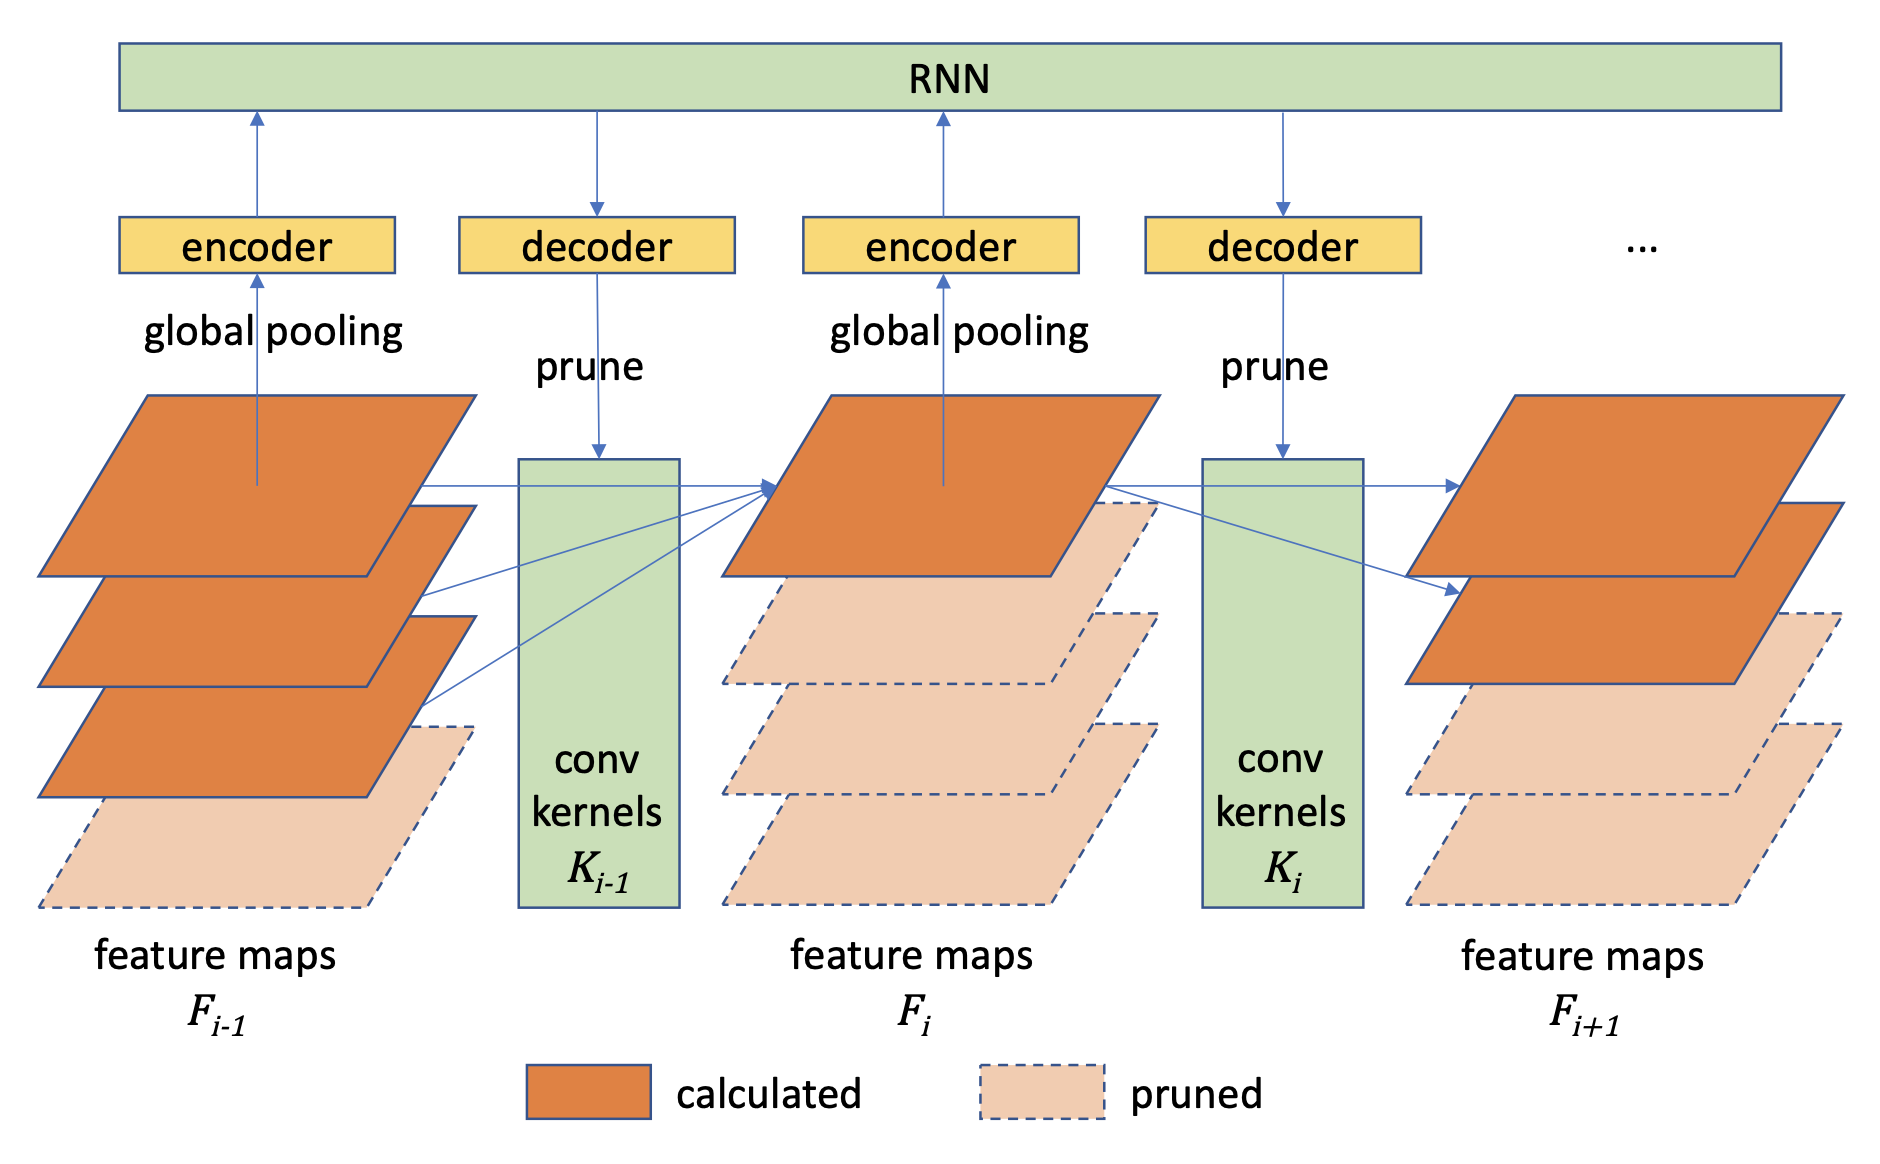 RNN
encoder
decoder
encoder
decoder
...
global pooling
prune
global pooling
prune
conv
kernels
K_{i-1}
conv
kernels
K_i
feature maps
F_{i-1}
feature maps
F_i
feature maps
F_{i+1}
calculated
pruned